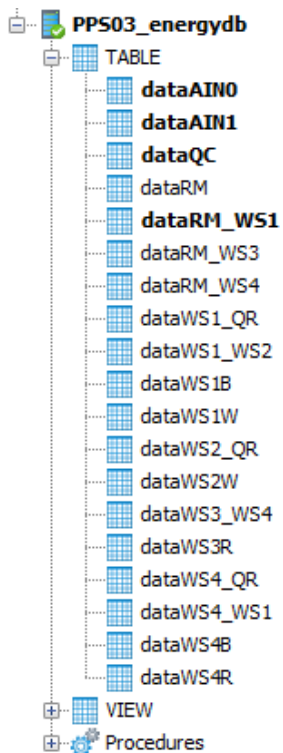 PPS03_energydb
TABLE
dataAIN0
dataAIN1
dataQC
dataRM
dataRM_WS1
dataRM_WS3
dataRM_WS4
dataWS1_QR
dataWS1_WS2
dataWS1B
dataWS1W
dataWS2_QR
dataWS2W
dataWS3_WS4
dataWS3R
dataWS4_QR
dataWS4_WS1
dataWS4B
dataWS4R
VIEW
Procedures